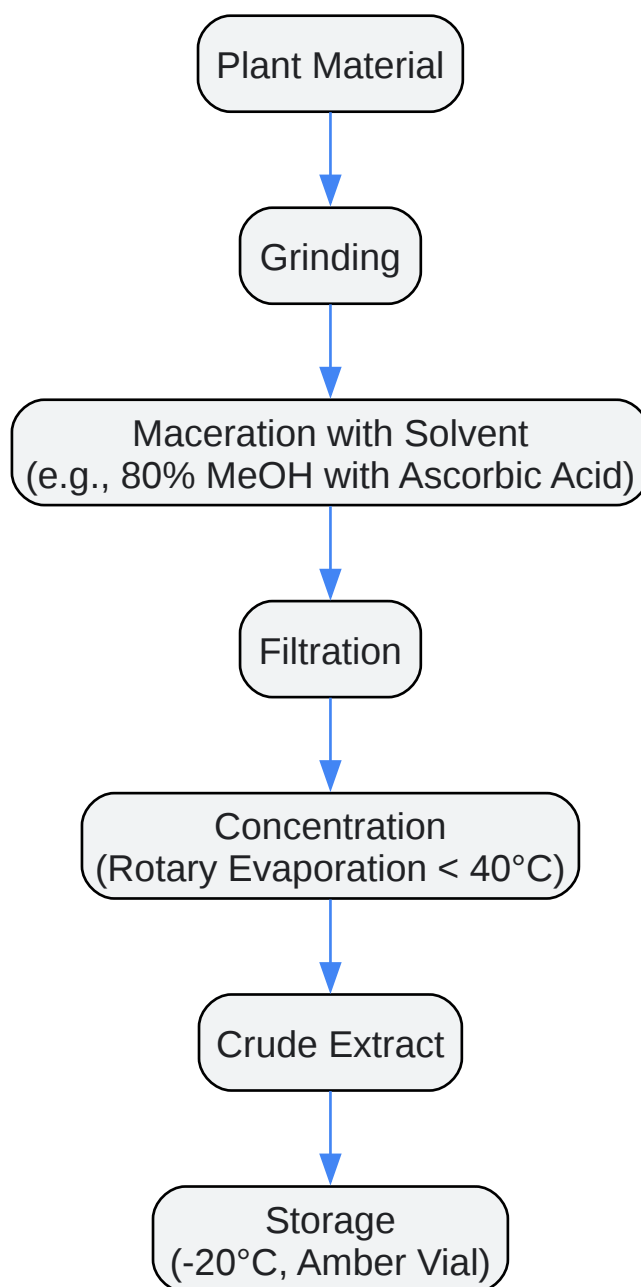 Plant Material
Grinding
Maceration with Solvent
(e.g., 80% MeOH with Ascorbic Acid)
Filtration
Concentration
(Rotary Evaporation < 40°C)
Crude Extract
Storage
(-20°C, Amber Vial)